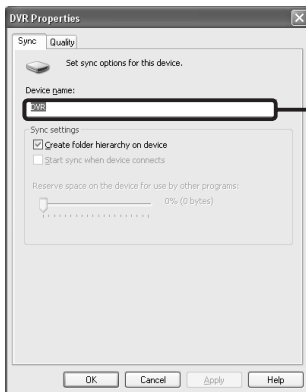 DVR Properties
Sync Quality
Set sync options for this device.
Device name:
DVR
Sync settings
Create folder hierarchy on device
Start sync when device connects
Reserve space on the device for use by other programs:
0% (0 bytes)
OK Cancel Apply Help